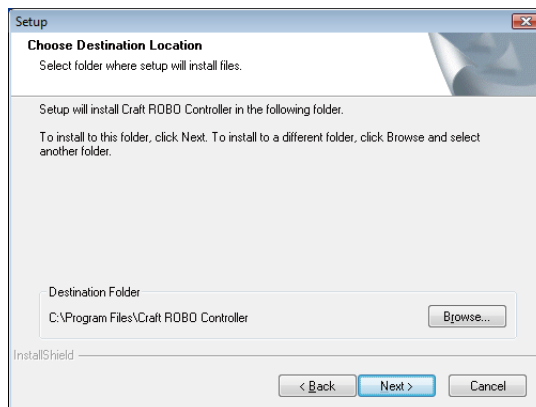 Setup
Choose Destination Location
Select folder where setup will install files.
Setup will install Craft ROBO Controller in the following folder.
To install to this folder, click Next. To install to a different folder, click Browse and select
another folder.
Destination Folder
C:\Program Files\Craft ROBO Controller
Browse...
InstallShield
< Back
Next >
Cancel